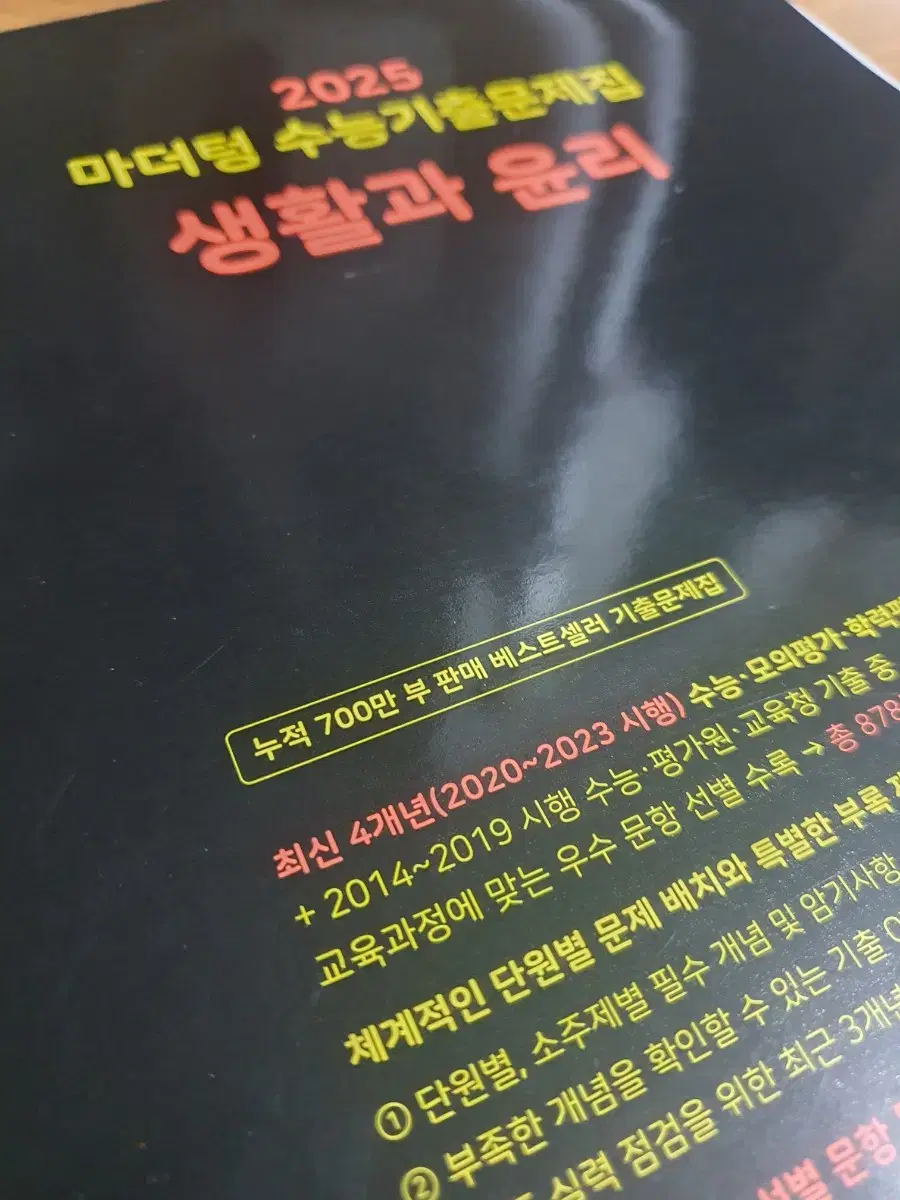 2025
마더텅 수능기출문제집
생활과 윤리
누적 700만 부 판매 베스트셀러 기출문제집
최신 4개년(2020~2023 시행) 수능·모의평가·학력평
+ 2014~2019 시행 수능·평가원·교육청 기출 중
교육과정에 맞는 우수 문항 선별 수록 → 총 878
체계적인 단원별 문제 배치와 특별한 부록
① 단원별, 소주제별 필수 개념 및 암기사항
② 부족한 개념을 확인할 수 있는 기출
실력 점검을 위한 최근 3개년
선별 문항